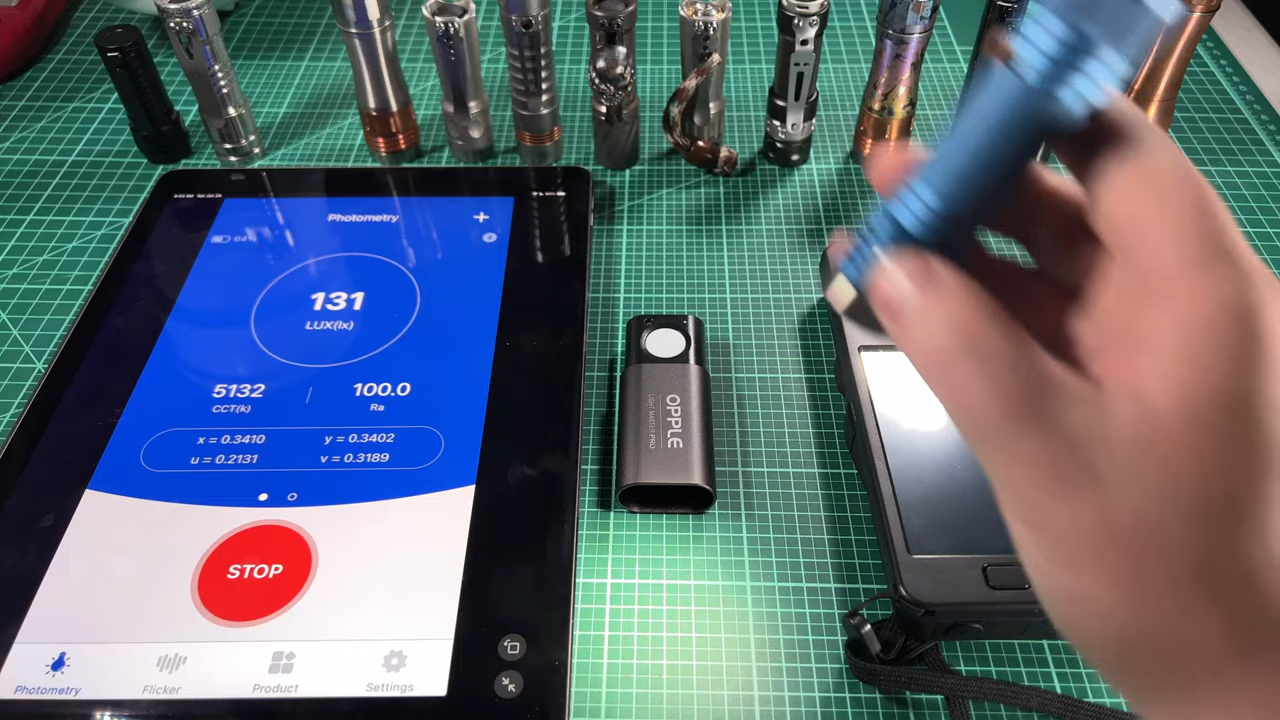 Photometry
+
64%
131
LUX(lx)
5132
CCT(k)
100.0
Ra
x = 0.3410
y = 0.3402
u = 0.2131
v = 0.3189
STOP
Photometry
Flicker
Product
Settings
OPPLE
LIGHT MASTER PRO